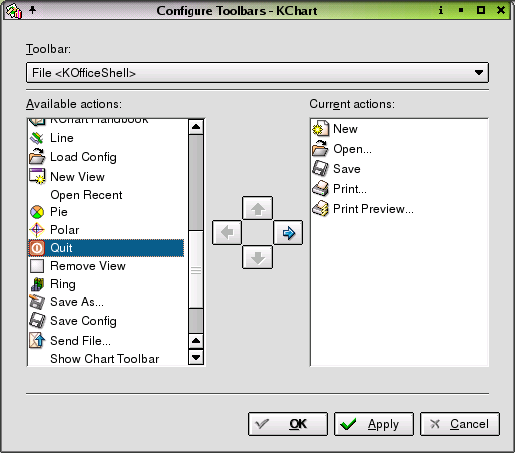 Configure Toolbars - KChart
Toolbar:
File <KOfficeShell>
Available actions:
KChart Handbook
Line
Load Config
New View
Open Recent
Pie
Polar
Quit
Remove View
Ring
Save As...
Save Config
Send File...
Show Chart Toolbar
Current actions:
New
Open...
Save
Print...
Print Preview...
OK
Apply
Cancel